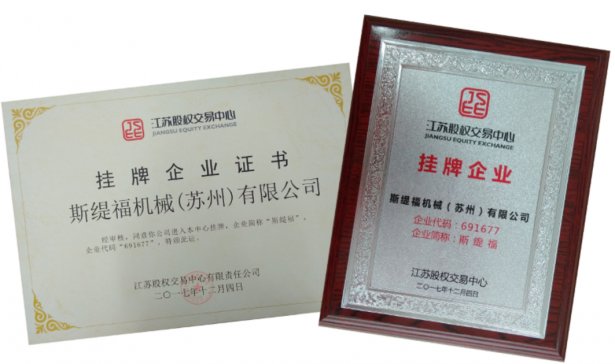 江苏股权交易中心
JIANGSU EQUITY EXCHANGE
挂牌企业证书
斯缇福机械(苏州)有限公司
经审核，同意你公司进入本中心挂牌，企业简称“斯缇福”，
企业代码“691677”，特颁此证。
江苏股权交易中心有限责任公司
二〇一七年十二月四日
JS
EE
江苏股权交易中心
JIANGSU EQUITY EXCHANGE
挂牌企业
斯缇福机械(苏州)有限公司
企业代码:691677
企业简称:斯缇福
江苏股权交易中心
二〇一七年十二月四日